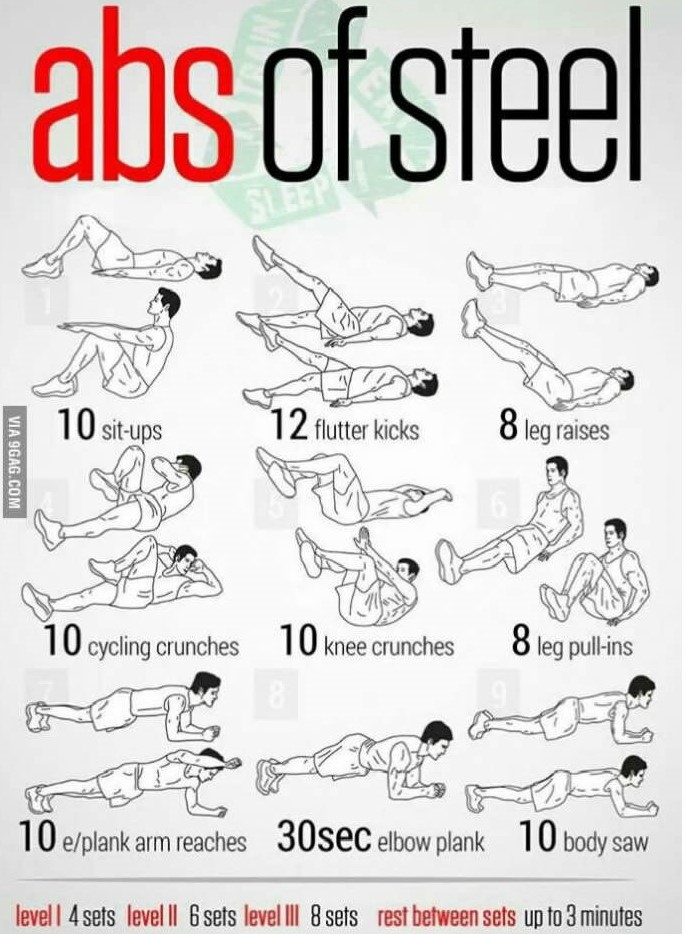 abs of steel
SLEEP
1
2
3
10 sit-ups
12 flutter kicks
8 leg raises
VIA 9GAG.COM
4
5
6
10 cycling crunches
10 knee crunches
8 leg pull-ins
7
8
9
10 e/plank arm reaches
30sec elbow plank
10 body saw
level I 4 sets level II 6 sets level III 8 sets rest between sets up to 3 minutes